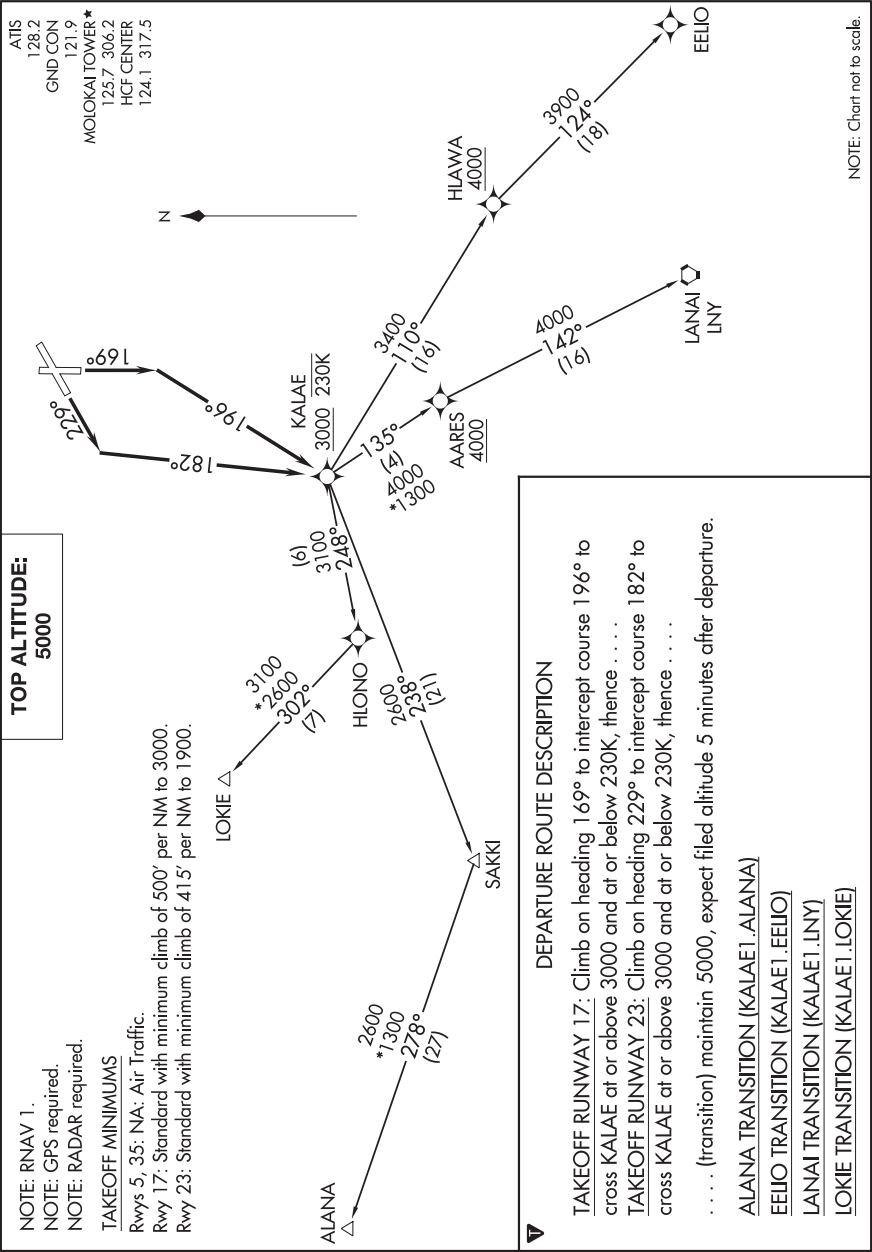 TOP ALTITUDE:
5000
ATIS
128.2
GND CON
121.9
MOLOKAI TOWER★
125.7 306.2
HCF CENTER
124.1 317.5
NOTE: RNAV 1.
NOTE: GPS required.
NOTE: RADAR required.
TAKEOFF MINIMUMS
Rwys 5, 35: NA: Air Traffic.
Rwy 17: Standard with minimum climb of 500' per NM to 3000.
Rwy 23: Standard with minimum climb of 415' per NM to 1900.
N
229°
169°
182°
196°
KALAE
3000 230K
LOKIE
3100
*2600
302°
(7)
HLONO
(6)
3100
248°
2600
238°
(21)
SAKKI
2600
*1300
278°
(27)
ALANA
135°
(4)
4000
*1300
AARES
4000
4000
142°
(16)
LANAI
LNY
3400
110°
(16)
HLAWA
4000
3900
124°
(18)
EELIO
NOTE: Chart not to scale.
T
DEPARTURE ROUTE DESCRIPTION
TAKEOFF RUNWAY 17: Climb on heading 169° to intercept course 196° to
cross KALAE at or above 3000 and at or below 230K, thence . . . .
TAKEOFF RUNWAY 23: Climb on heading 229° to intercept course 182° to
cross KALAE at or above 3000 and at or below 230K, thence . . . .
. . . . (transition) maintain 5000, expect filed altitude 5 minutes after departure.
ALANA TRANSITION (KALAE1.ALANA)
EELIO TRANSITION (KALAE1.EELIO)
LANAI TRANSITION (KALAE1.LNY)
LOKIE TRANSITION (KALAE1.LOKIE)